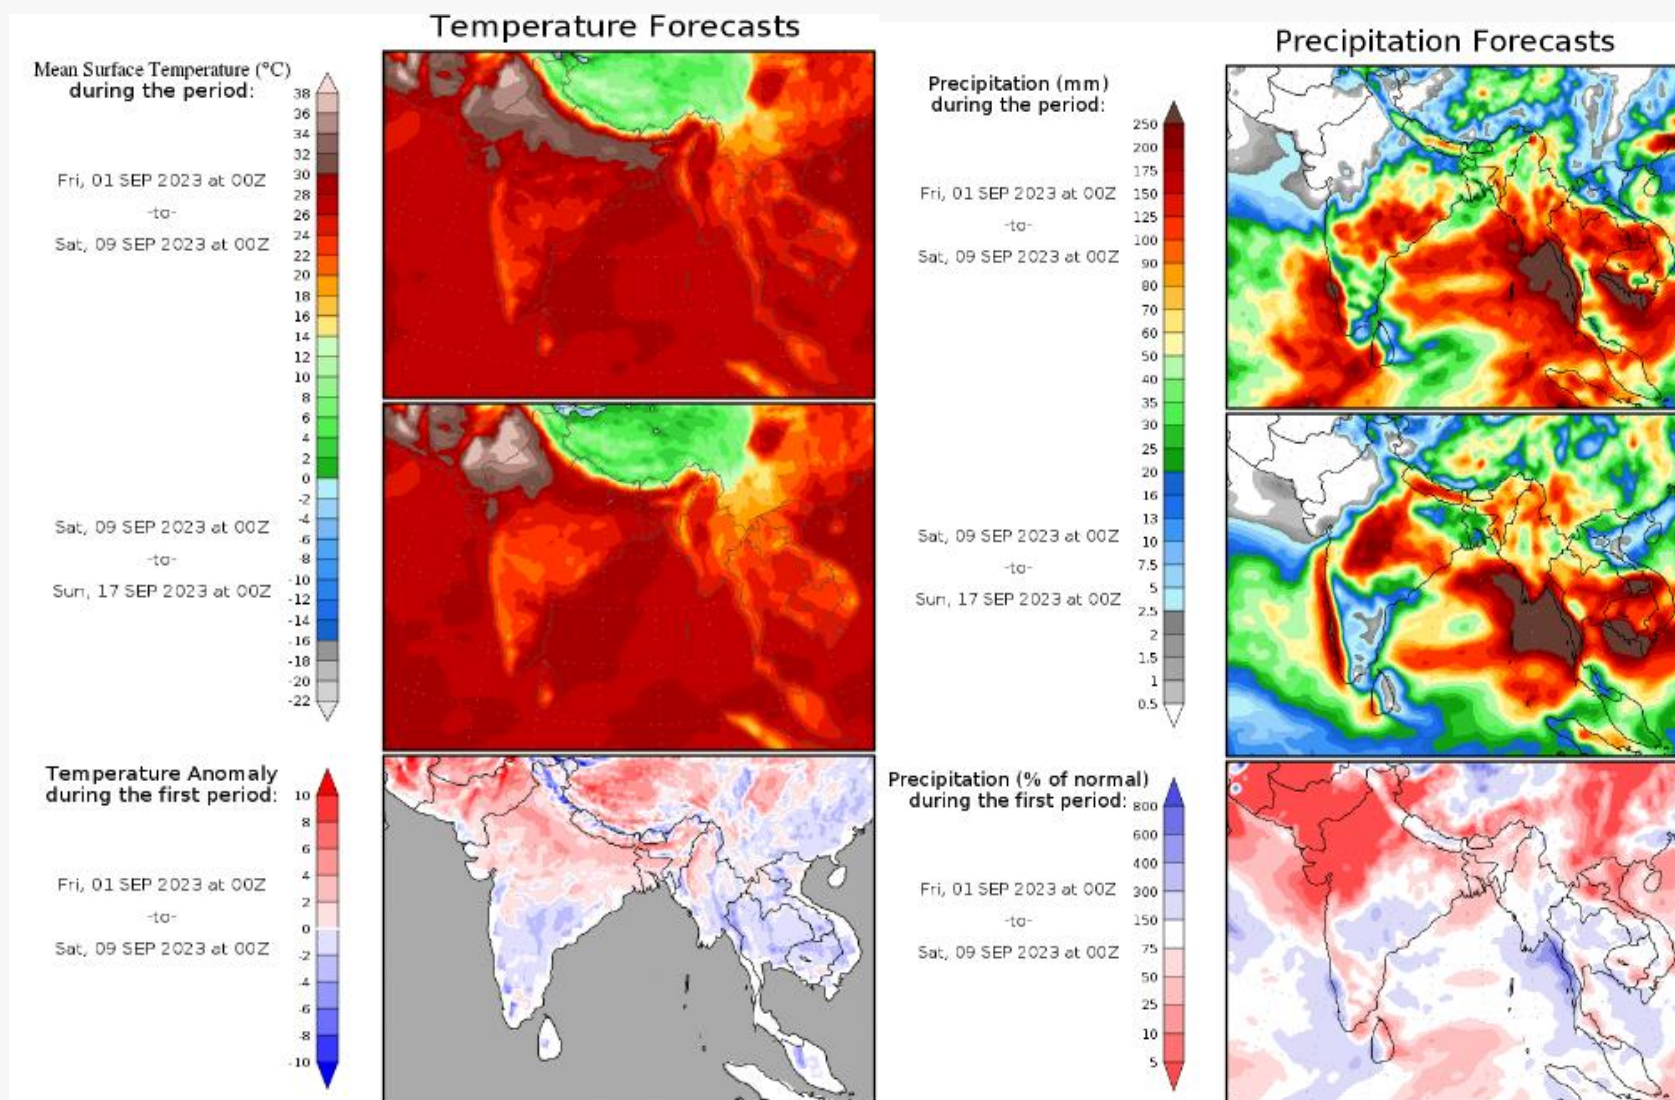 Temperature Forecasts
Mean Surface Temperature (°C)
during the period:
38
36
34
32
30
28
26
24
22
20
18
16
14
12
10
8
6
4
2
0
-2
-4
-6
-8
-10
-12
-14
-16
-18
-20
-22
Fri, 01 SEP 2023 at 00Z
-to-
Sat, 09 SEP 2023 at 00Z
Sat, 09 SEP 2023 at 00Z
-to-
Sun, 17 SEP 2023 at 00Z
Temperature Anomaly
during the first period:
10
8
6
4
2
0
-2
-4
-6
-8
-10
Fri, 01 SEP 2023 at 00Z
-to-
Sat, 09 SEP 2023 at 00Z
Precipitation Forecasts
Precipitation (mm)
during the period:
250
200
175
150
125
100
90
80
70
60
50
40
35
30
25
20
16
13
10
7.5
5
2.5
2
1.5
1
0.5
Fri, 01 SEP 2023 at 00Z
-to-
Sat, 09 SEP 2023 at 00Z
Sat, 09 SEP 2023 at 00Z
-to-
Sun, 17 SEP 2023 at 00Z
Precipitation (% of normal)
during the first period:
800
600
400
300
150
75
50
25
10
5
Fri, 01 SEP 2023 at 00Z
-to-
Sat, 09 SEP 2023 at 00Z